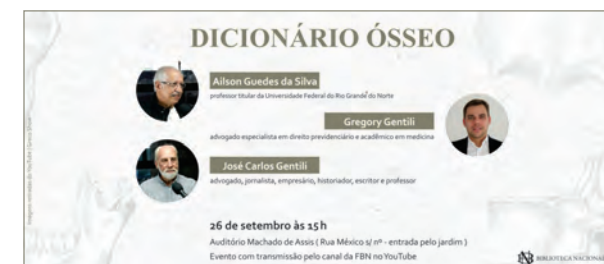 DICIONÁRIO ÓSSEO
Ailson Guedes da Silva
professor titular da Universidade Federal do Rio Grande do Norte
Gregory Gentili
advogado especialista em direito previdenciário e acadêmico em medicina
José Carlos Gentili
advogado, jornalista, empresário, historiador, escritor e professor
26 de setembro às 15h
Auditório Machado de Assis ( Rua México s/ nº - entrada pelo jardim )
Evento com transmissão pelo canal da FBN no YouTube
BIBLIOTECA NACIONAL